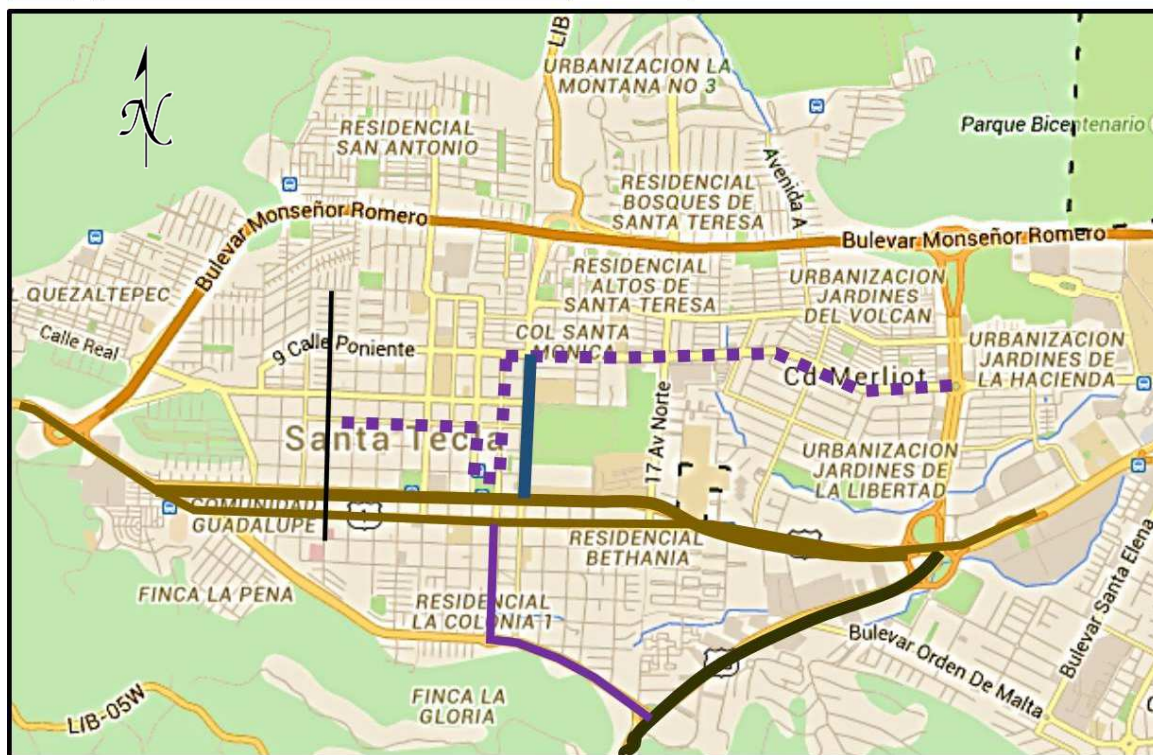 N
LIB
URBANIZACION LA
MONTANA NO 3
Parque Bicentenario
RESIDENCIAL
SAN ANTONIO
Avenida A
RESIDENCIAL
BOSQUES DE
SANTA TERESA
Bulevar Monseñor Romero
Bulevar Monseñor Romero
L QUEZALTEPEC
RESIDENCIAL
ALTOS DE
SANTA TERESA
URBANIZACION
JARDINES
DEL VOLCAN
Calle Real
9 Calle Poniente
COL SANTA
MONICA
URBANIZACION
JARDINES DE
LA HACIENDA
Cd Merliot
Santa Tecla
17 Av Norte
URBANIZACION
JARDINES DE
LA LIBERTAD
COMUNIDA
GUADALUPE
RESIDENCIAL
BETHANIA
FINCA LA PENA
RESIDENCIAL
LA COLONIA 1
Bulevar Santa Elena
Bulevar Orden De Malta
FINCA LA
GLORIA
LIB-05W